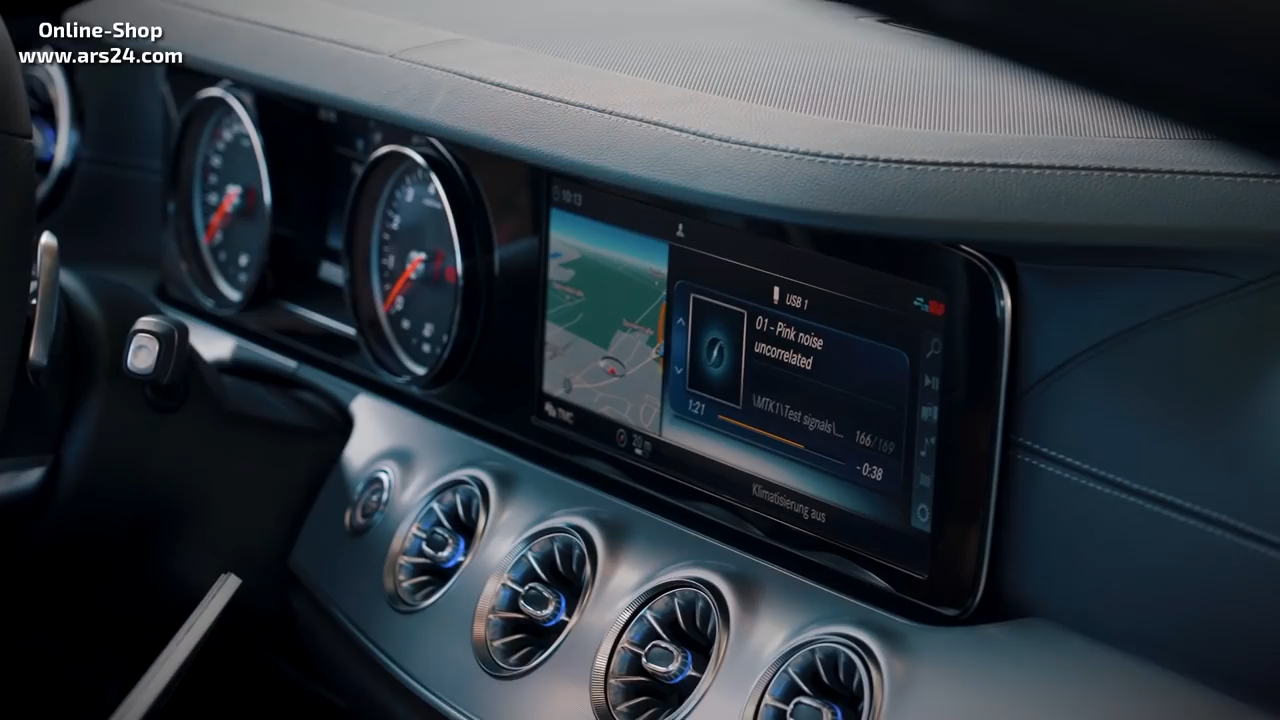 Online-Shop
www.ars24.com
10:13
USB 1
01 - Pink noise
uncorrelated
\MTK1\Test signals\...
1:21
166/169
-0:38
TMC
20 m
Klimatisierung aus